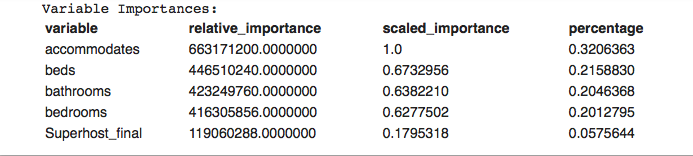 Variable Importances:
variable relative_importance scaled_importance percentage
accommodates 663171200.0000000 1.0 0.3206363
beds 446510240.0000000 0.6732956 0.2158830
bathrooms 423249760.0000000 0.6382210 0.2046368
bedrooms 416305856.0000000 0.6277502 0.2012795
Superhost_final 119060288.0000000 0.1795318 0.0575644